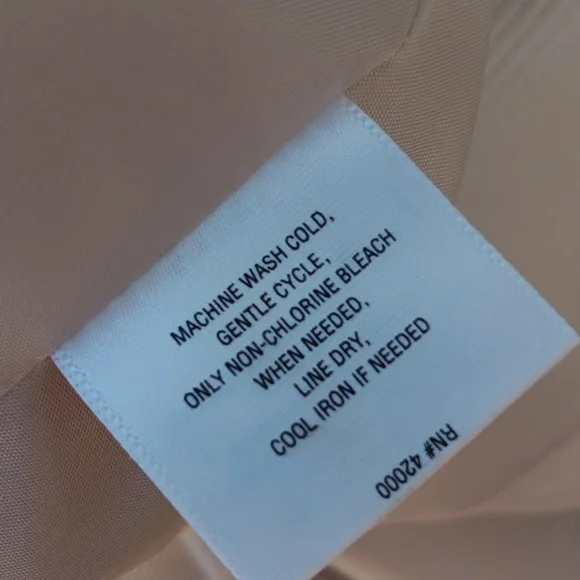 MACHINE WASH COLD,
GENTLE CYCLE,
ONLY NON-CHLORINE BLEACH
WHEN NEEDED,
LINE DRY,
COOL IRON IF NEEDED
RN# 42000